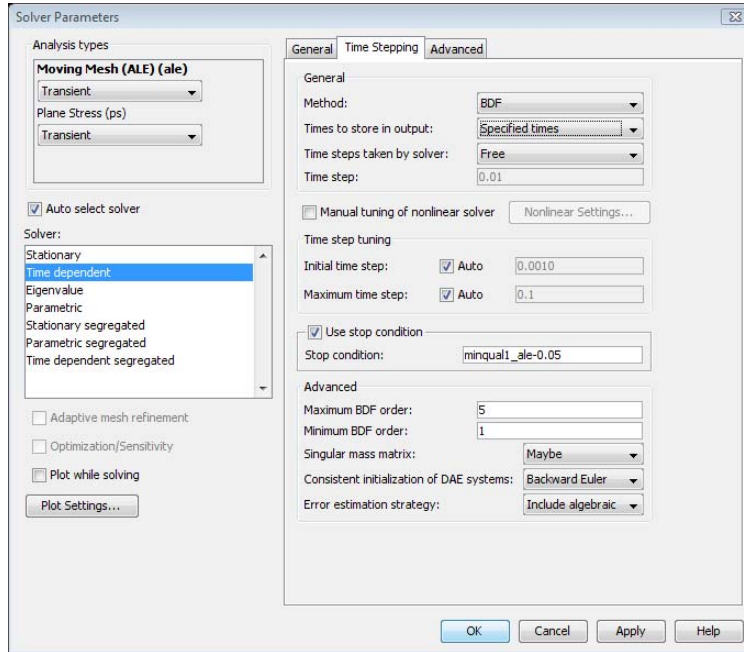 Solver Parameters
Analysis types
Moving Mesh (ALE) (ale)
Transient
Plane Stress (ps)
Transient
Auto select solver
Solver:
Stationary
Time dependent
Eigenvalue
Parametric
Stationary segregated
Parametric segregated
Time dependent segregated
Adaptive mesh refinement
Optimization/Sensitivity
Plot while solving
Plot Settings...
General Time Stepping Advanced
General
Method: BDF
Times to store in output: Specified times
Time steps taken by solver: Free
Time step: 0.01
Manual tuning of nonlinear solver Nonlinear Settings...
Time step tuning
Initial time step: Auto 0.0010
Maximum time step: Auto 0.1
Use stop condition
Stop condition: minqual1_ale-0.05
Advanced
Maximum BDF order: 5
Minimum BDF order: 1
Singular mass matrix: Maybe
Consistent initialization of DAE systems: Backward Euler
Error estimation strategy: Include algebraic
OK Cancel Apply Help